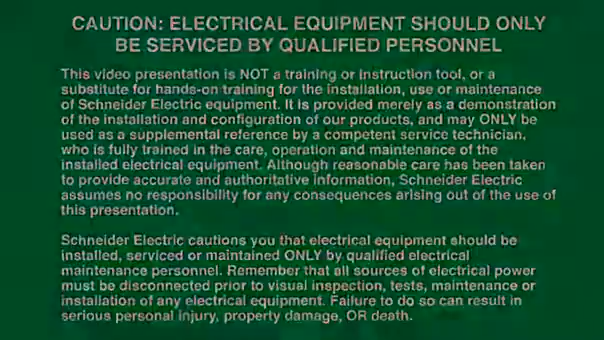 CAUTION: ELECTRICAL EQUIPMENT SHOULD ONLY
BE SERVICED BY QUALIFIED PERSONNEL
This video presentation is NOT a training or instruction tool, or a
substitute for hands-on training for the installation, use or maintenance
of Schneider Electric equipment. It is provided merely as a demonstration
of the installation and configuration of our products, and may ONLY be
used as a supplemental reference by a competent service technician,
who is fully trained in the care, operation and maintenance of the
installed electrical equipment. Although reasonable care has been taken
to provide accurate and authoritative information, Schneider Electric
assumes no responsibility for any consequences arising out of the use of
this presentation.
Schneider Electric cautions you that electrical equipment should be
installed, serviced or maintained ONLY by qualified electrical
maintenance personnel. Remember that all sources of electrical power
must be disconnected prior to visual inspection, tests, maintenance or
installation of any electrical equipment. Failure to do so can result in
serious personal injury, property damage, OR death.